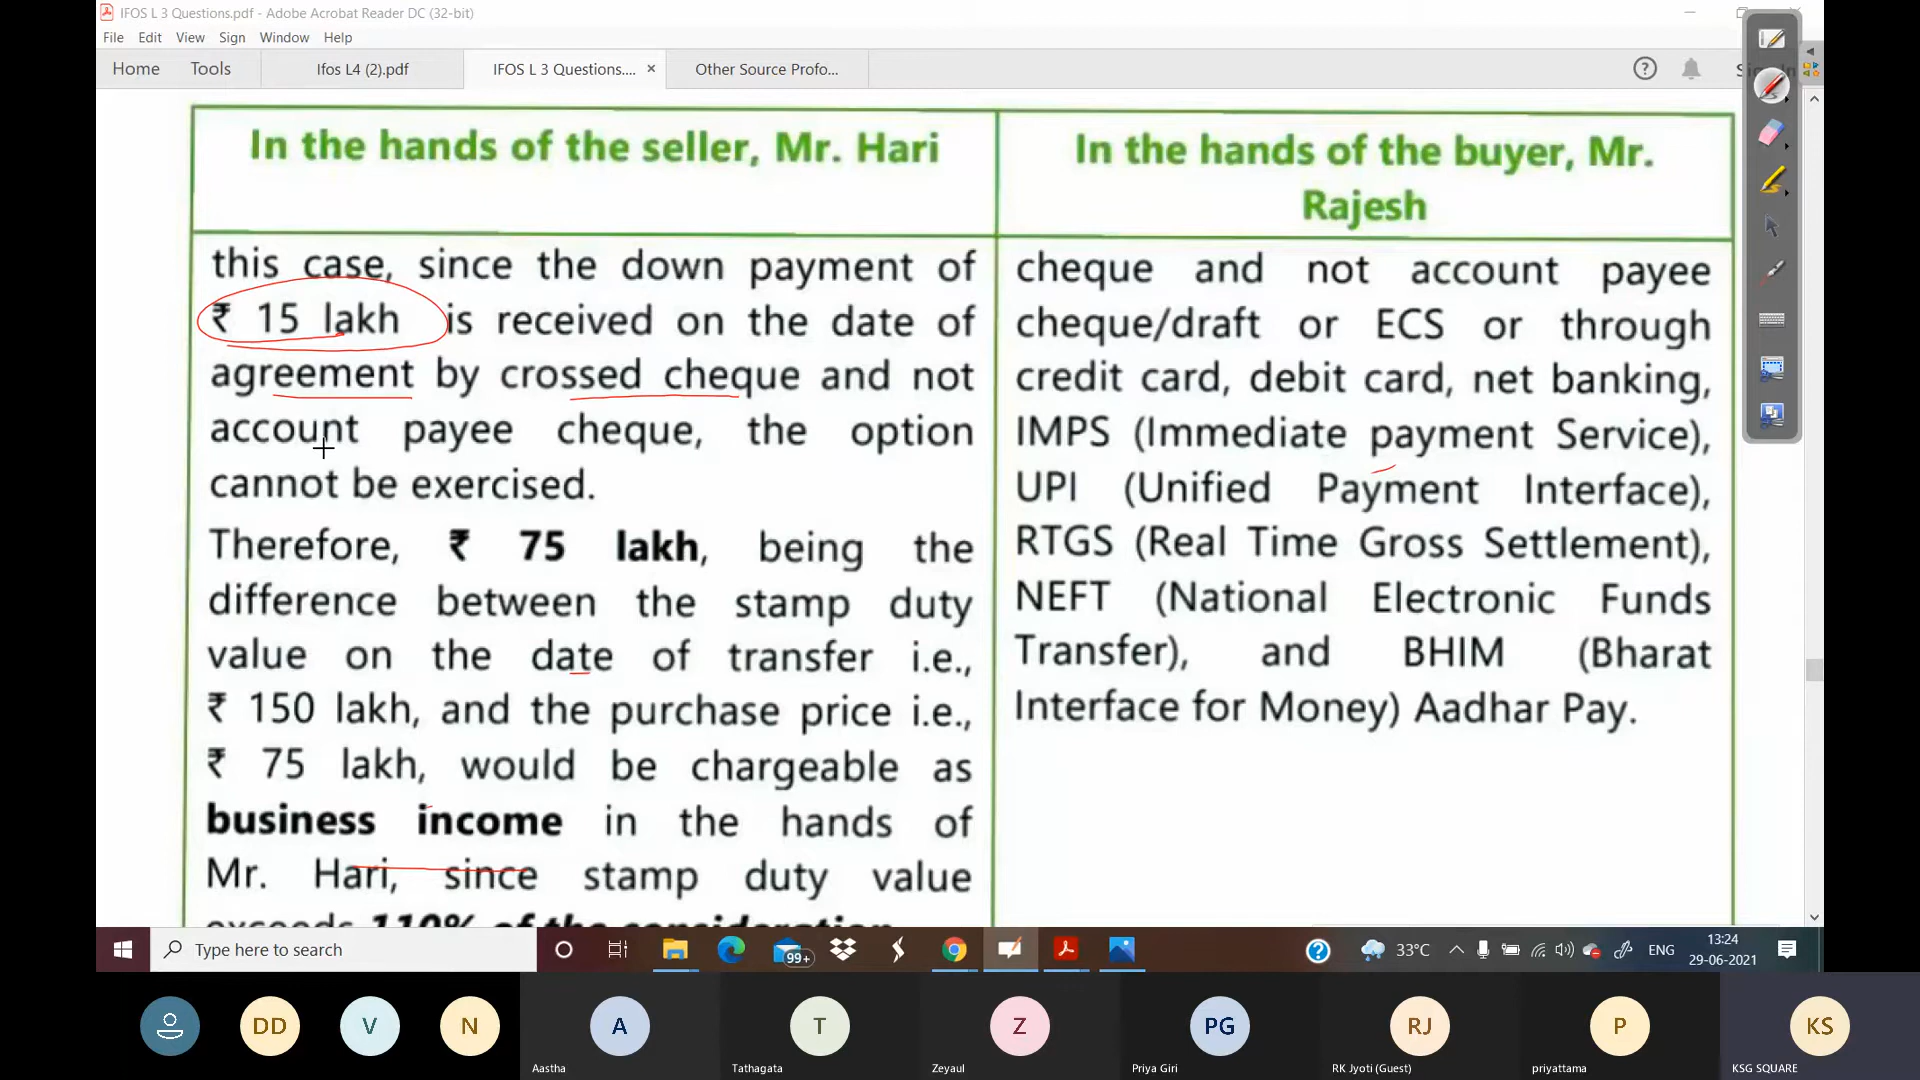 IFOS L 3 Questions.pdf - Adobe Acrobat Reader DC (32-bit)
File Edit View Sign Window Help
Home Tools Ifos L4 (2).pdf IFOS L 3 Questions.... × Other Source Profo...
In the hands of the seller, Mr. Hari
this case, since the down payment of
₹ 15 lakh is received on the date of
agreement by crossed cheque and not
account payee cheque, the option
cannot be exercised.
Therefore, ₹ 75 lakh, being the
difference between the stamp duty
value on the date of transfer i.e.,
₹ 150 lakh, and the purchase price i.e.,
₹ 75 lakh, would be chargeable as
business income in the hands of
Mr. Hari, since stamp duty value
exceeds 110% of the consideration
In the hands of the buyer, Mr.
Rajesh
cheque and not account payee
cheque/draft or ECS or through
credit card, debit card, net banking,
IMPS (Immediate payment Service),
UPI (Unified Payment Interface),
RTGS (Real Time Gross Settlement),
NEFT (National Electronic Funds
Transfer), and BHIM (Bharat
Interface for Money) Aadhar Pay.
Type here to search
99+
33°C
ENG
13:24
29-06-2021
DD V N A T Z PG RJ P KS
Aastha Tathagata Zeyaul Priya Giri RK Jyoti (Guest) priyattama KSG SQUARE